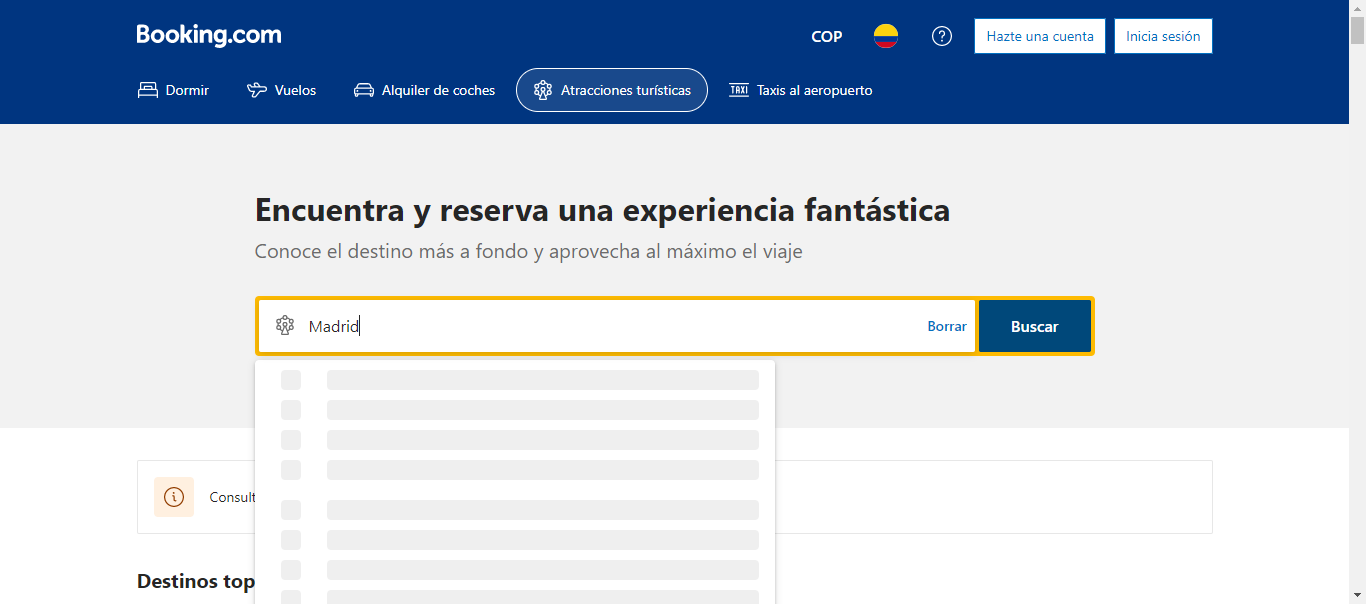 Booking.com
COP
Hazte una cuenta
Inicia sesión
Dormir
Vuelos
Alquiler de coches
Atracciones turísticas
TAXI
Taxis al aeropuerto
Encuentra y reserva una experiencia fantástica
Conoce el destino más a fondo y aprovecha al máximo el viaje
Madrid
Borrar
Buscar
Consult
Destinos top